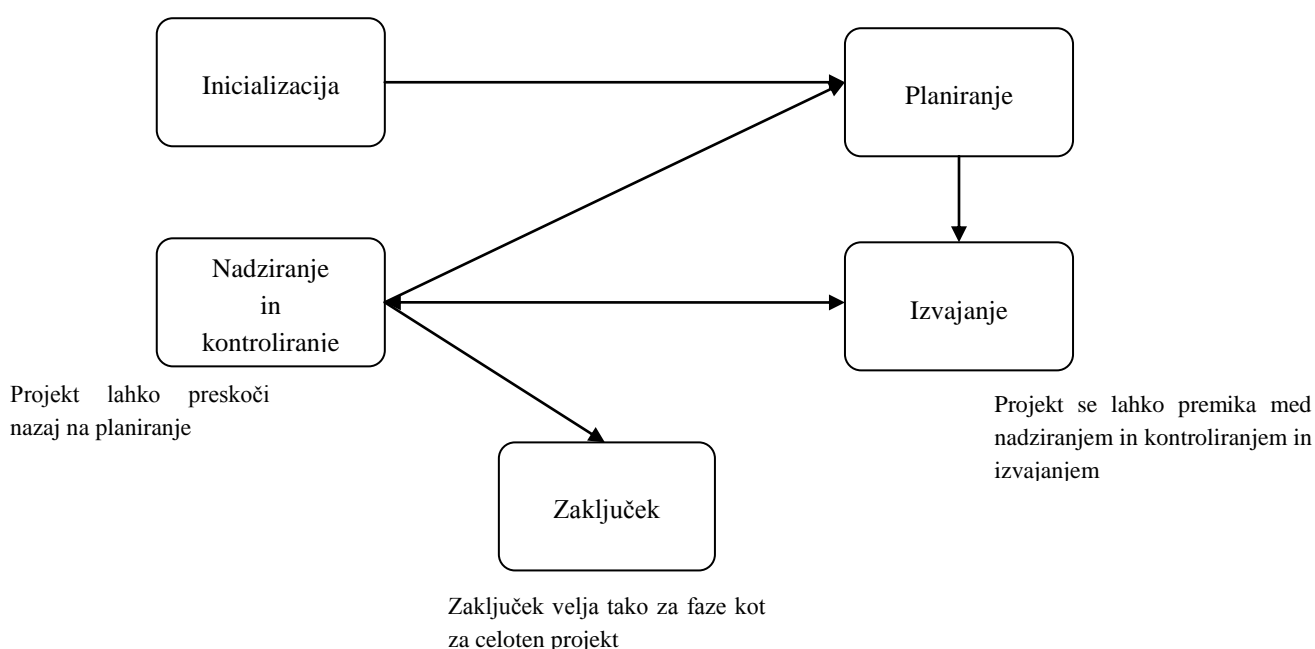 Inicializacija
Planiranje
Nadziranje
in
kontroliranje
Izvajanje
Projekt lahko preskoči
nazaj na planiranje
Projekt se lahko premika med
nadziranjem in kontroliranjem in
izvajanjem
Zaključek
Zaključek velja tako za faze kot
za celoten projekt